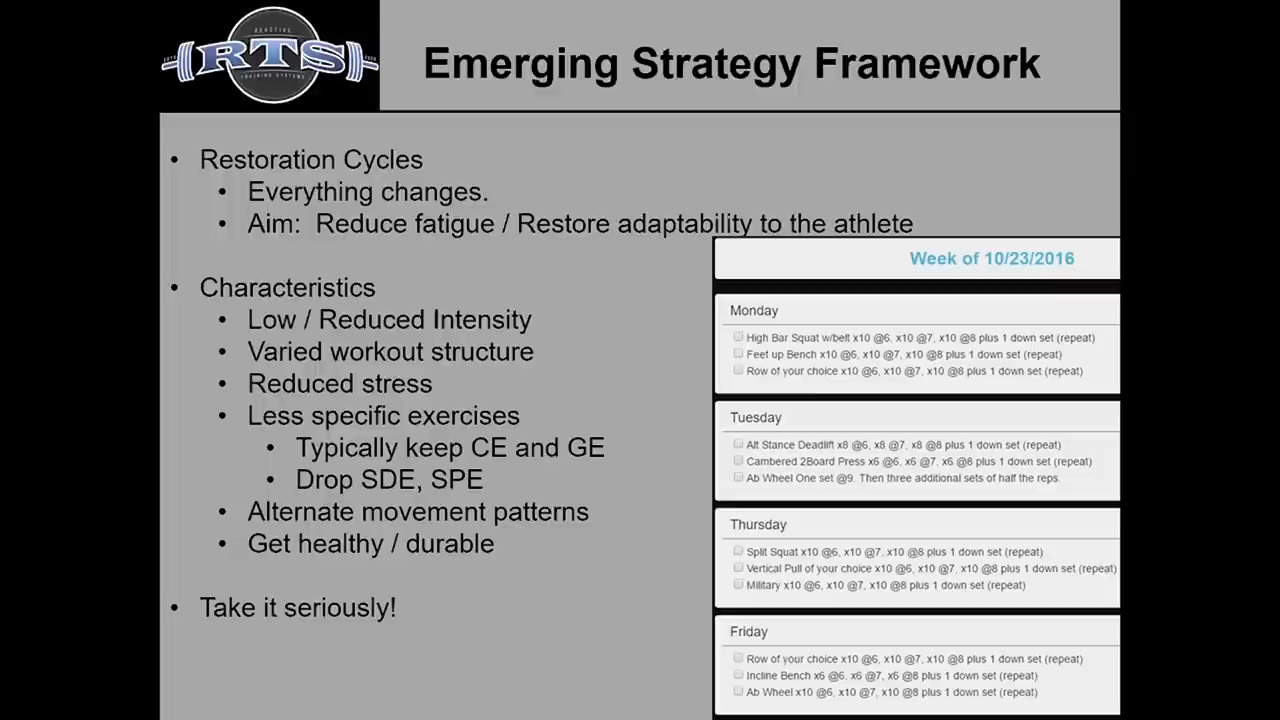 REACTIVE
RTS
TRAINING SYSTEMS
Emerging Strategy Framework
• Restoration Cycles
• Everything changes.
• Aim: Reduce fatigue / Restore adaptability to the athlete
• Characteristics
• Low / Reduced Intensity
• Varied workout structure
• Reduced stress
• Less specific exercises
• Typically keep CE and GE
• Drop SDE, SPE
• Alternate movement patterns
• Get healthy / durable
• Take it seriously!
Week of 10/23/2016
Monday
High Bar Squat w/belt x10 @6, x10 @7, x10 @8 plus 1 down set (repeat)
Feet up Bench x10 @6, x10 @7, x10 @8 plus 1 down set (repeat)
Row of your choice x10 @6, x10 @7, x10 @8 plus 1 down set (repeat)
Tuesday
Alt Stance Deadlift x8 @6, x8 @7, x8 @8 plus 1 down set (repeat)
Cambered 2Board Press x6 @6, x6 @7, x6 @8 plus 1 down set (repeat)
Ab Wheel One set @9. Then three additional sets of half the reps.
Thursday
Split Squat x10 @6, x10 @7, x10 @8 plus 1 down set (repeat)
Vertical Pull of your choice x10 @6, x10 @7, x10 @8 plus 1 down set (repeat)
Military x10 @6, x10 @7, x10 @8 plus 1 down set (repeat)
Friday
Row of your choice x10 @6, x10 @7, x10 @8 plus 1 down set (repeat)
Incline Bench x6 @6, x6 @7, x6 @8 plus 1 down set (repeat)
Ab Wheel x10 @6, x10 @7, x10 @8 plus 1 down set (repeat)